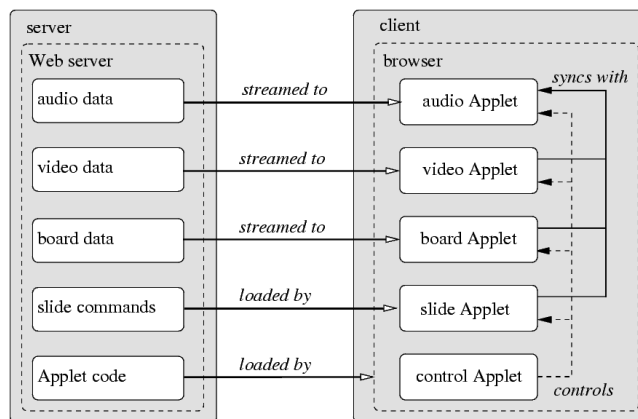 server
client
Web server
browser
syncs with
audio data
streamed to
audio Applet
video data
streamed to
video Applet
board data
streamed to
board Applet
slide commands
loaded by
slide Applet
Applet code
loaded by
control Applet
controls